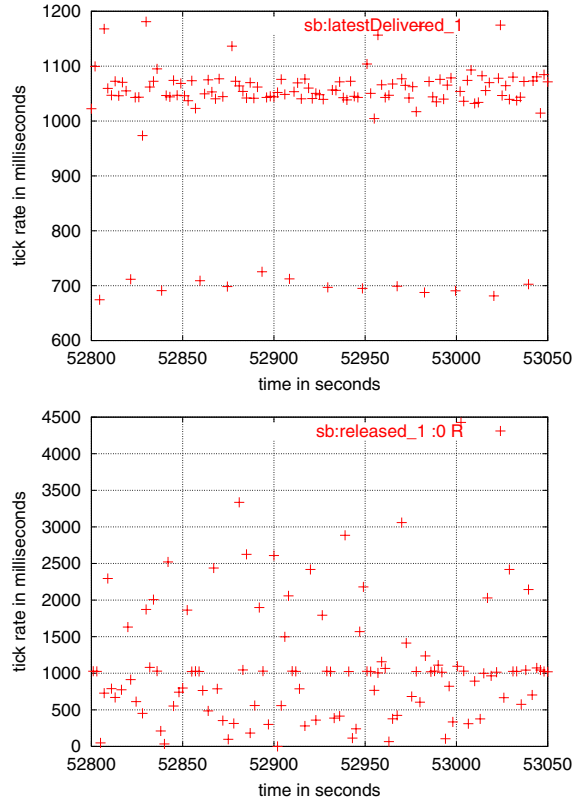 1200
1100
1000
900
800
700
600
tick rate in milliseconds
sb:latestDelivered_1
52800 52850 52900 52950 53000 53050
time in seconds
4500
4000
3500
3000
2500
2000
1500
1000
500
0
tick rate in milliseconds
sb:released_1 :0 R
52800 52850 52900 52950 53000 53050
time in seconds